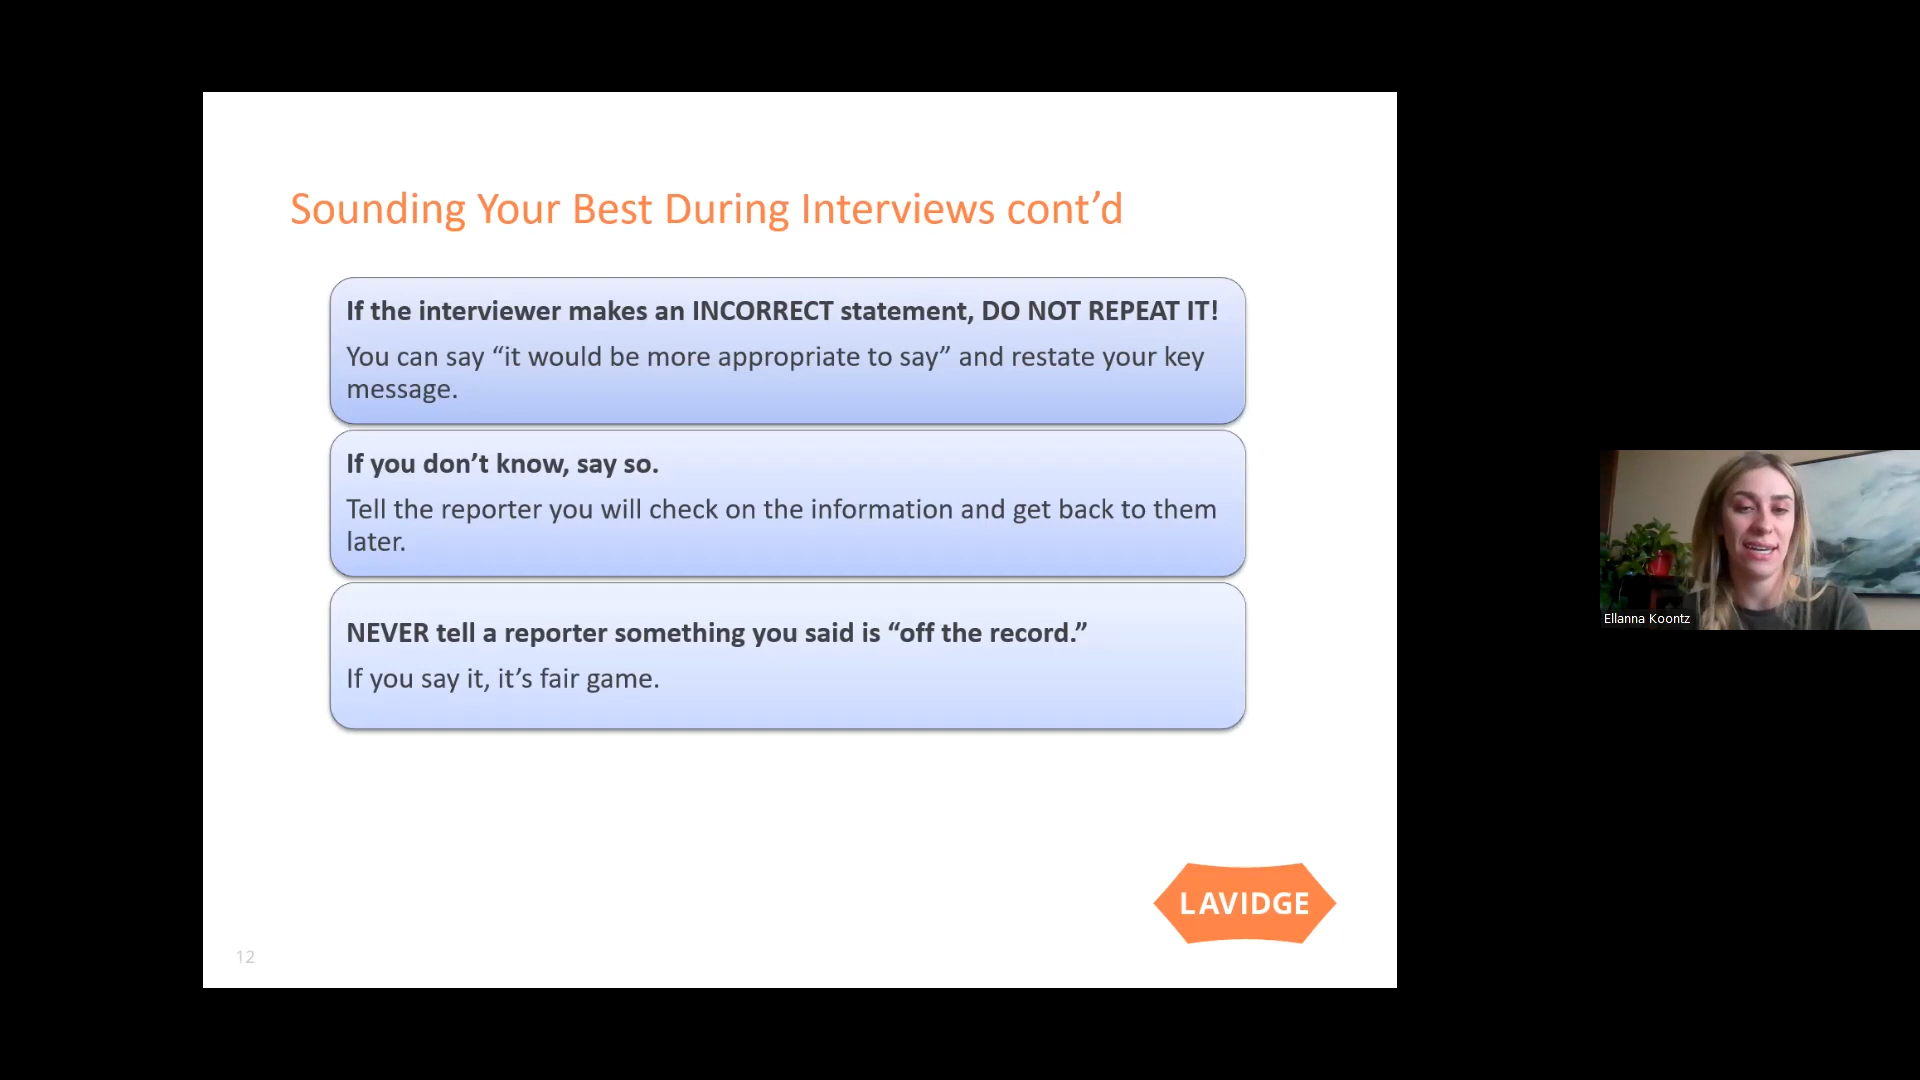 Sounding Your Best During Interviews cont’d
If the interviewer makes an INCORRECT statement, DO NOT REPEAT IT!
You can say “it would be more appropriate to say” and restate your key
message.
If you don’t know, say so.
Tell the reporter you will check on the information and get back to them
later.
NEVER tell a reporter something you said is “off the record.”
If you say it, it’s fair game.
LAVIDGE
12
Ellanna Koontz